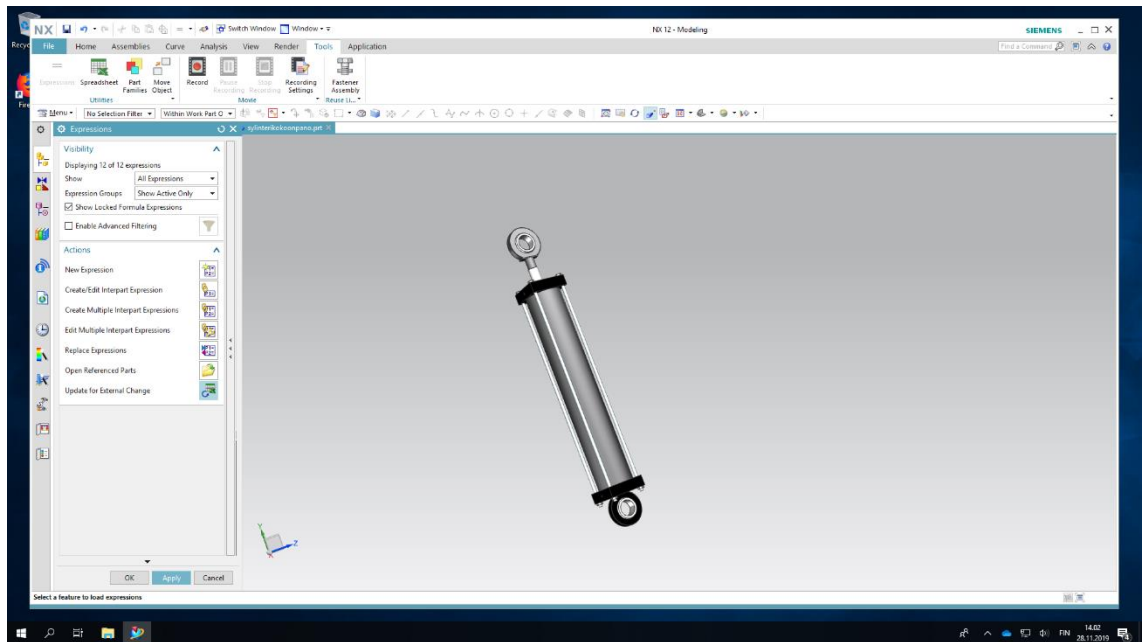 NX
Switch Window Window
NX 12 - Modeling
SIEMENS
File Home Assemblies Curve Analysis View Render Tools Application
Find a Command
Expressions Spreadsheet Part Families Move Object Record Pause Recording Stop Recording Recording Settings Fastener Assembly
Utilities Movie Reuse Li...
Menu No Selection Filter Within Work Part O
Expressions
sylinterikokoonpano.prt
Visibility
Displaying 12 of 12 expressions
Show All Expressions
Expression Groups Show Active Only
Show Locked Formula Expressions
Enable Advanced Filtering
Actions
New Expression
Create/Edit Interpart Expression
Create Multiple Interpart Expressions
Edit Multiple Interpart Expressions
Replace Expressions
Open Referenced Parts
Update for External Change
Y
Z
X
OK Apply Cancel
Select a feature to load expressions
FIN
14.02
28.11.2019